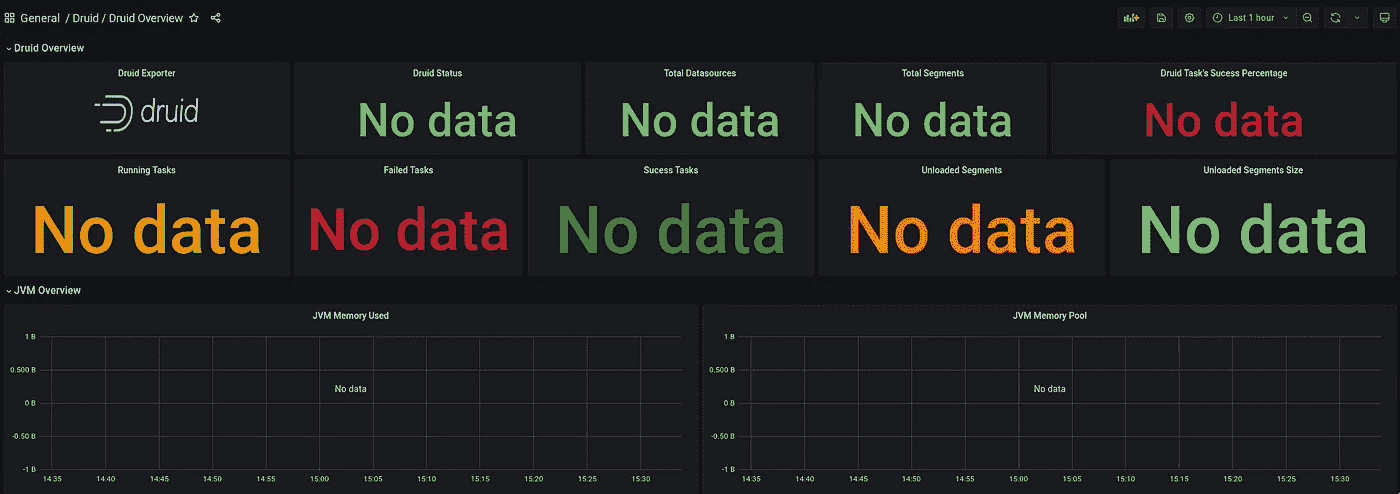 General / Druid / Druid Overview
Last 1 hour
Druid Overview
Druid Exporter
druid
Druid Status
No data
Total Datasources
No data
Total Segments
No data
Druid Task's Sucess Percentage
No data
Running Tasks
No data
Failed Tasks
No data
Sucess Tasks
No data
Unloaded Segments
No data
Unloaded Segments Size
No data
JVM Overview
JVM Memory Used
1 B
0.500 B
0 B
-0.50 B
-1 B
No data
14:35 14:40 14:45 14:50 14:55 15:00 15:05 15:10 15:15 15:20 15:25 15:30
JVM Memory Pool
1 B
0.500 B
0 B
-0.50 B
-1 B
No data
14:35 14:40 14:45 14:50 14:55 15:00 15:05 15:10 15:15 15:20 15:25 15:30